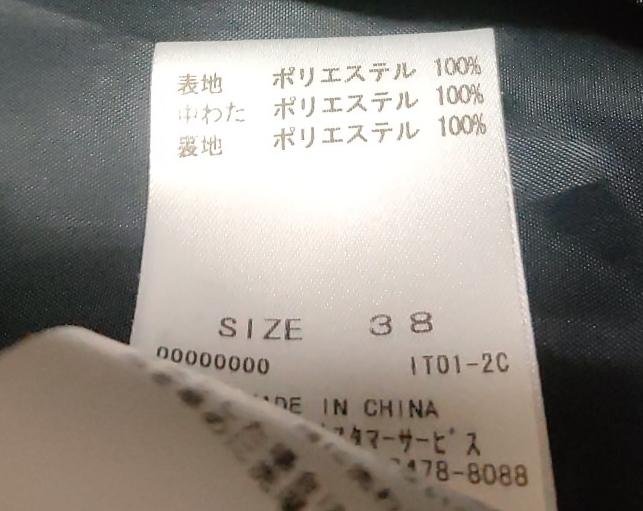 表地 ポリエステル 100%
中わた ポリエステル 100%
裏地 ポリエステル 100%
SIZE 38
00000000 IT01-2C
MADE IN CHINA
スタマーサービス
478-8088